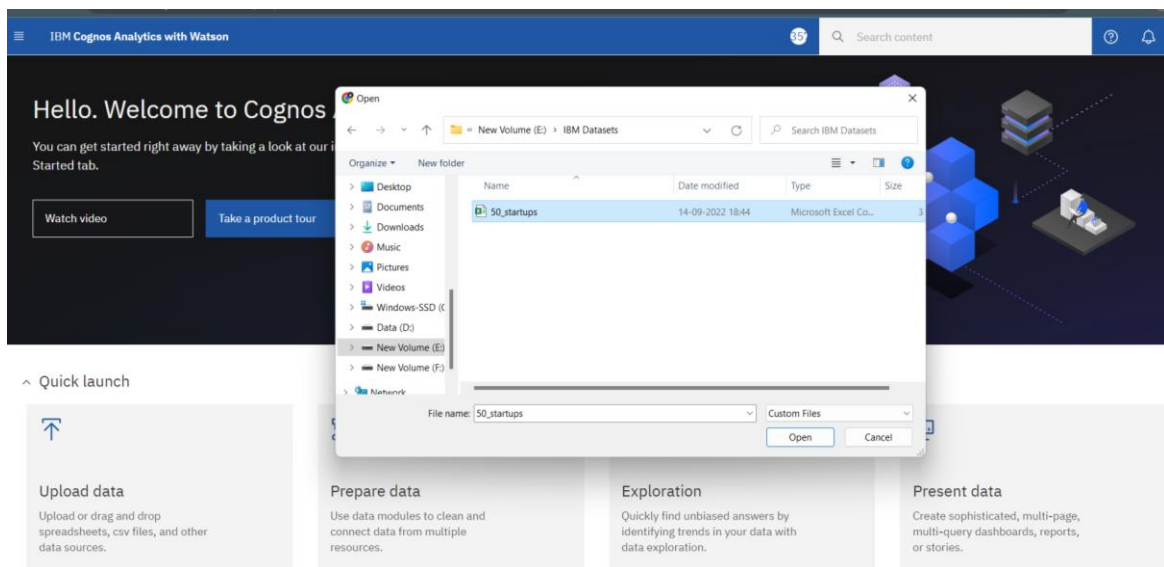 IBM Cognos Analytics with Watson
Search content
Hello. Welcome to Cognos
You can get started right away by taking a look at our
Started tab.
Watch video
Take a product tour
Open
« New Volume (E:) › IBM Datasets
Search IBM Datasets
Organize
New folder
Name
Date modified
Type
Size
Desktop
50_startups
14-09-2022 18:44
Microsoft Excel Co...
3
Documents
Downloads
Music
Pictures
Videos
Windows-SSD (C
Data (D:)
New Volume (E:)
New Volume (F:)
Network
File name:
50_startups
Custom Files
Open
Cancel
Quick launch
Upload data
Upload or drag and drop
spreadsheets, csv files, and other
data sources.
Prepare data
Use data modules to clean and
connect data from multiple
resources.
Exploration
Quickly find unbiased answers by
identifying trends in your data with
data exploration.
Present data
Create sophisticated, multi-page,
multi-query dashboards, reports,
or stories.